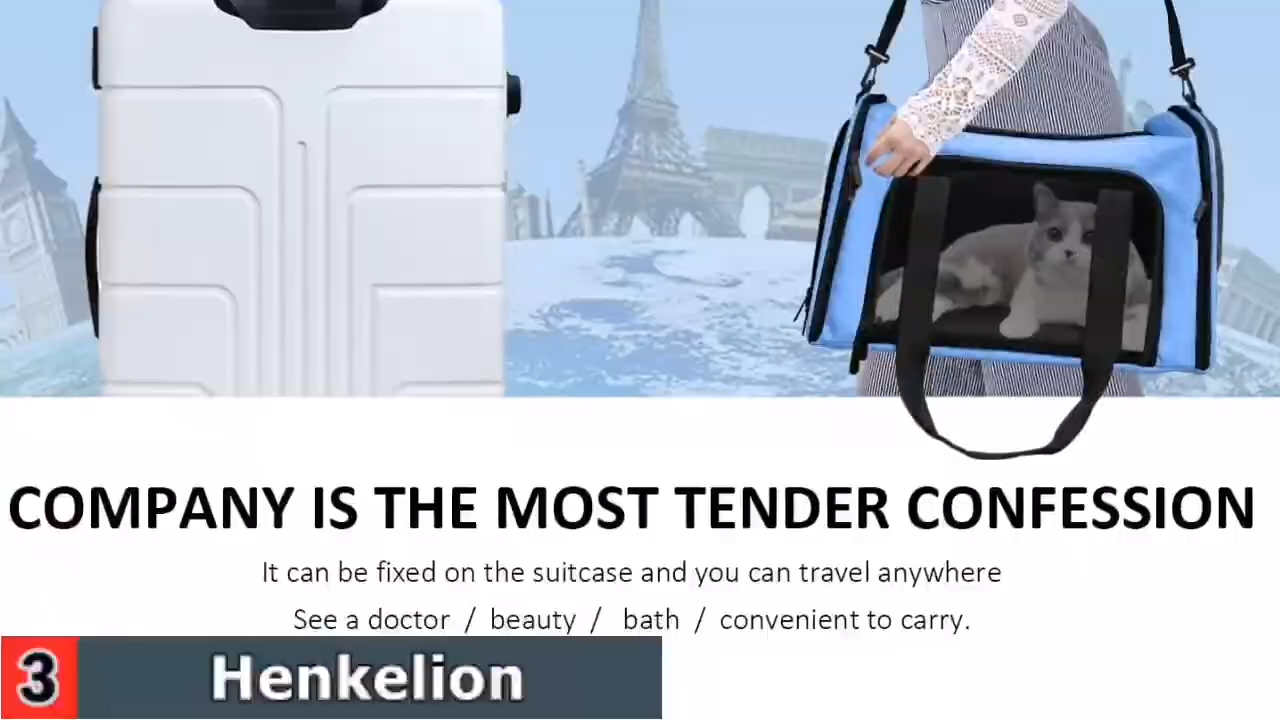 COMPANY IS THE MOST TENDER CONFESSION
It can be fixed on the suitcase and you can travel anywhere
See a doctor / beauty / bath / convenient to carry.
3 Henkelion